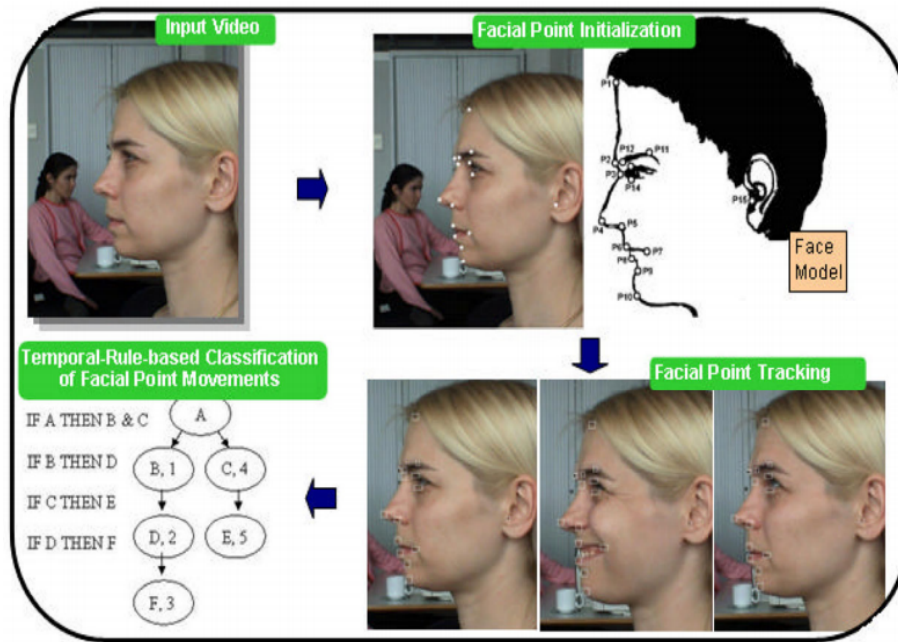 Input Video
Facial Point Initialization
P1
P12
P11
P2
P3
P14
P15
P4
P5
P6
P7
P8
P9
P10
Face
Model
Temporal-Rule-based Classification
of Facial Point Movements
Facial Point Tracking
IF A THEN B & C
A
IF B THEN D
B, 1
C, 4
IF C THEN E
IF D THEN F
D, 2
E, 5
F, 3